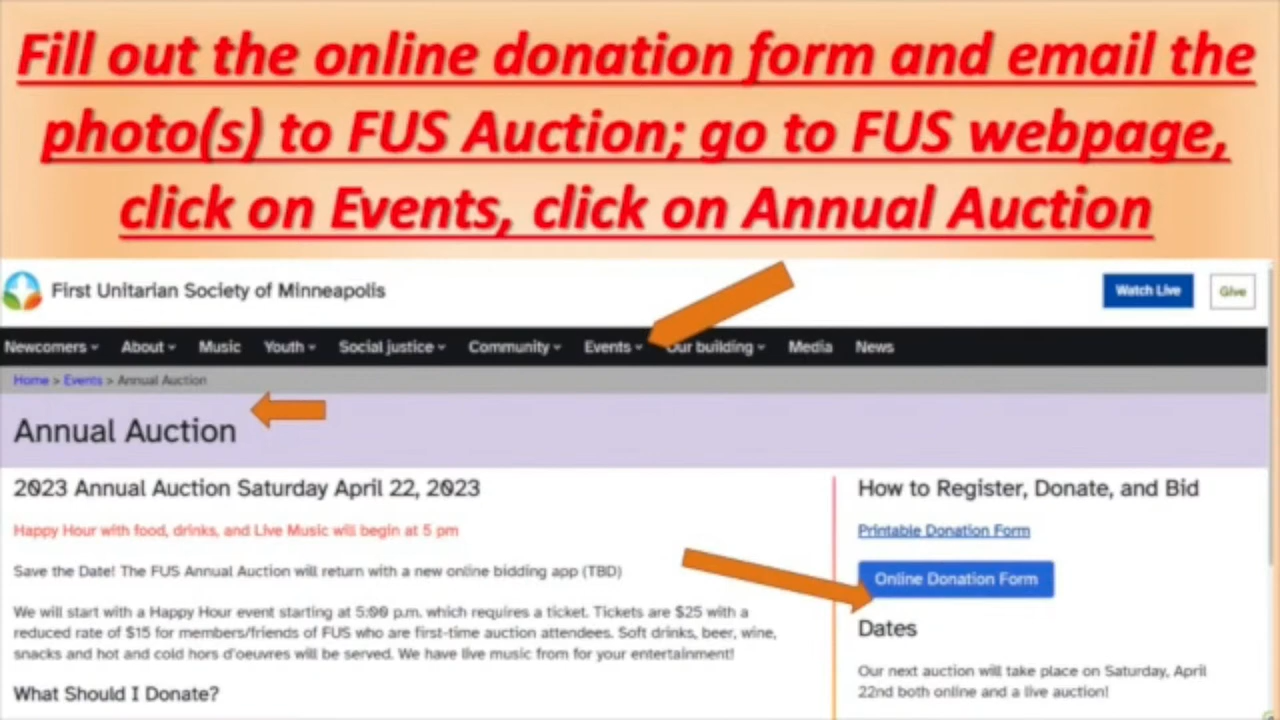 Fill out the online donation form and email the
photo(s) to FUS Auction; go to FUS webpage,
click on Events, click on Annual Auction
First Unitarian Society of Minneapolis
Watch Live
Give
Newcomers About Music Youth Social justice Community Events Our building Media News
Home > Events > Annual Auction
Annual Auction
2023 Annual Auction Saturday April 22, 2023
Happy Hour with food, drinks, and Live Music will begin at 5 pm
Save the Date! The FUS Annual Auction will return with a new online bidding app (TBD)
We will start with a Happy Hour event starting at 5:00 p.m. which requires a ticket. Tickets are $25 with a
reduced rate of $15 for members/friends of FUS who are first-time auction attendees. Soft drinks, beer, wine,
snacks and hot and cold hors d'oeuvres will be served. We have live music from for your entertainment!
What Should I Donate?
How to Register, Donate, and Bid
Printable Donation Form
Online Donation Form
Dates
Our next auction will take place on Saturday, April
22nd both online and a live auction!